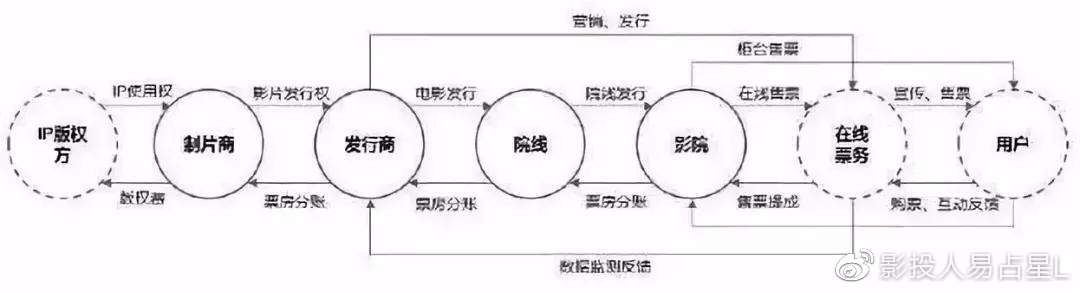 营销、发行
柜台售票
IP使用权
影片发行权
电影发行
院线发行
在线售票
宣传、售票
IP版权
方
制片商
发行商
院线
影院
在线
票务
用户
版权费
票房分账
票房分账
票房分账
售票提成
购票、互动反馈
数据监测反馈
影投人易占星L